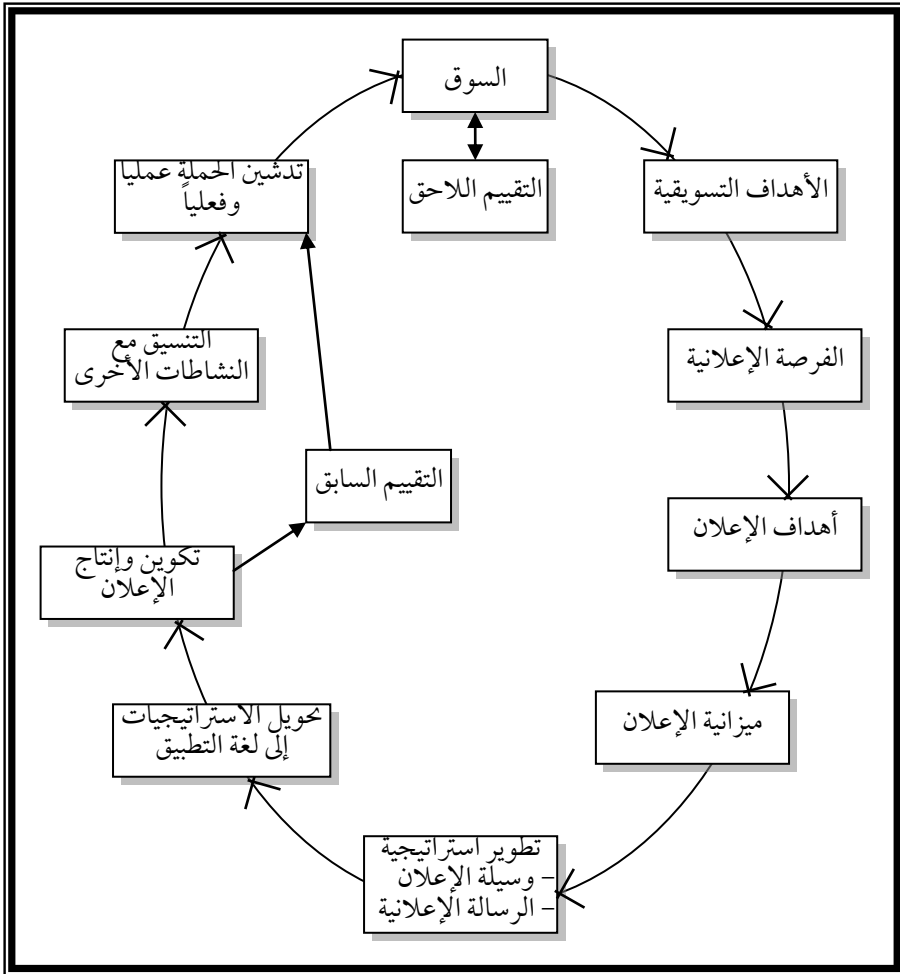 السوق
التقييم اللاحق
الأهداف التسويقية
الفرصة الإعلانية
أهداف الإعلان
ميزانية الإعلان
تطوير استراتيجية
– وسيلة الإعلان
– الرسالة الإعلانية
تحويل الاستراتيجيات
إلى لغة التطبيق
تكوين وإنتاج
الإعلان
التقييم السابق
التنسيق مع
النشاطات الأخرى
تدشين الحملة عمليا
وفعلياً